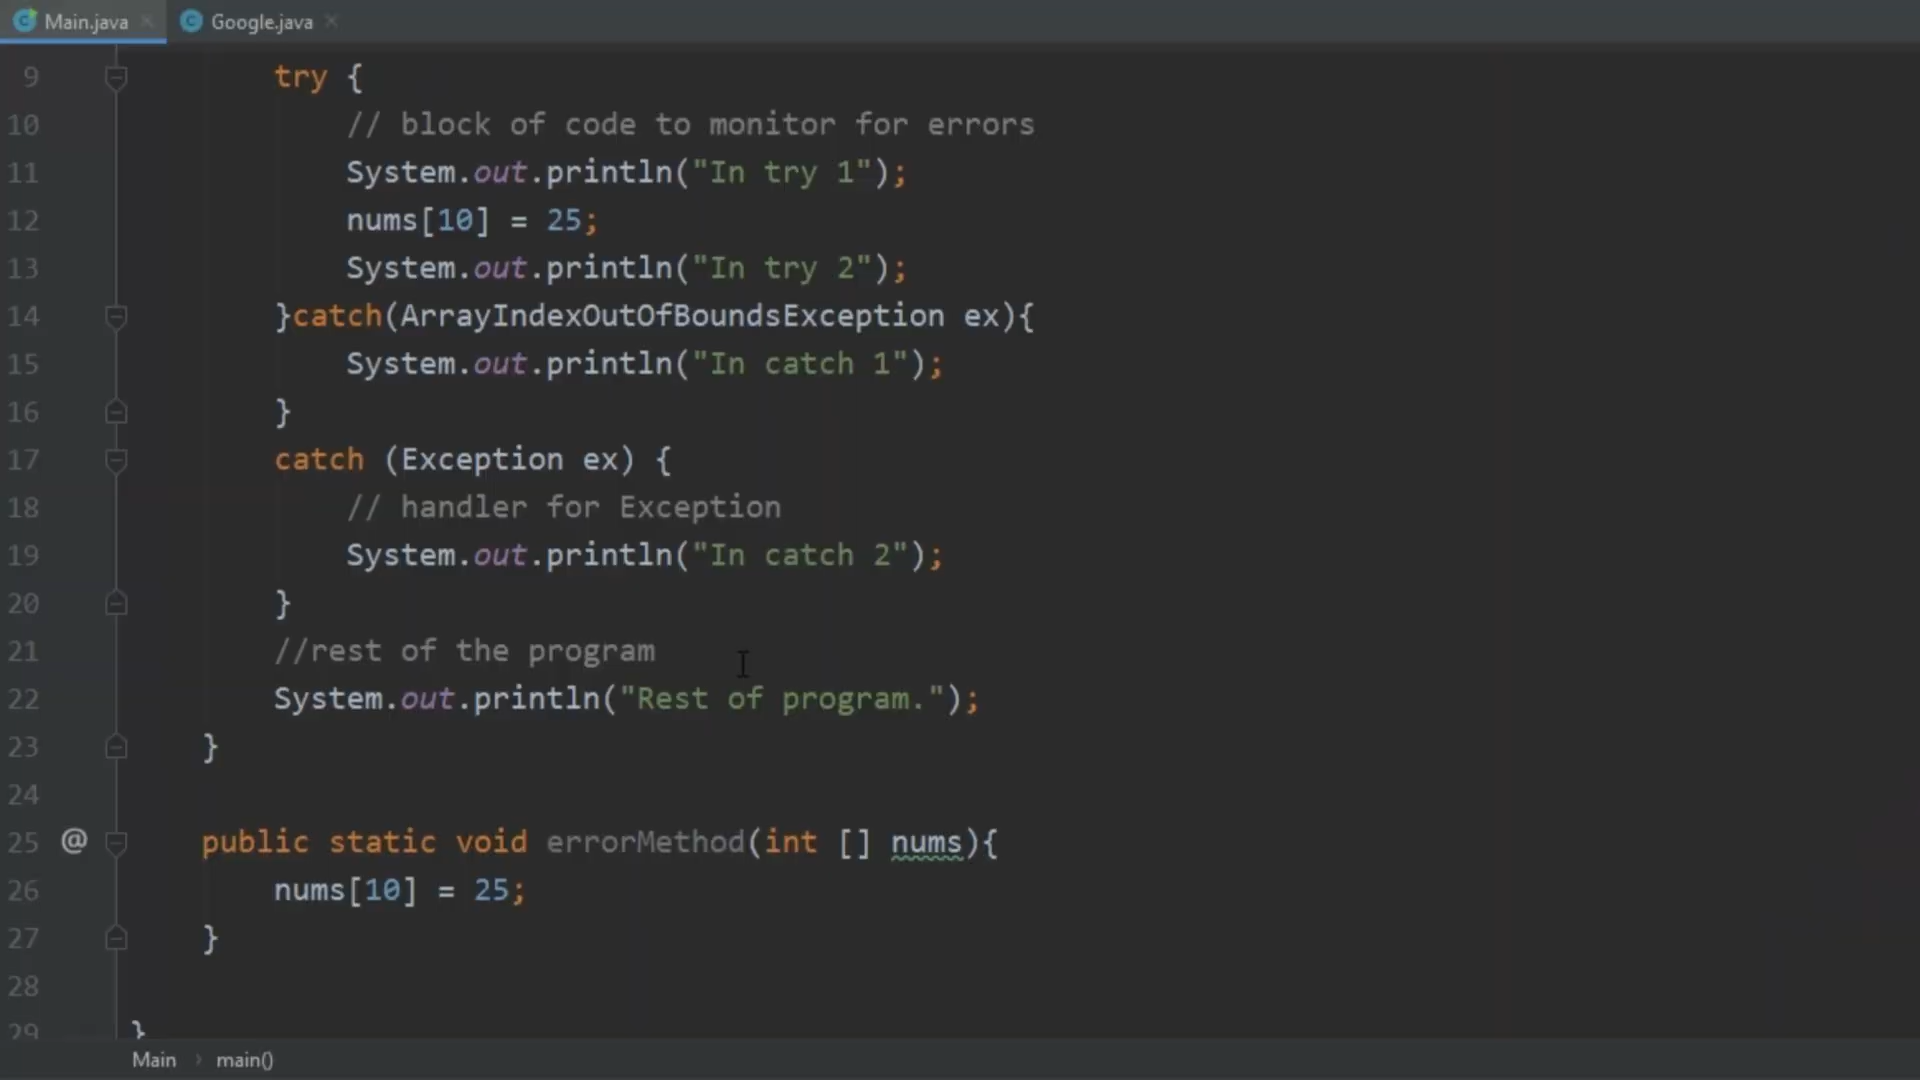 Main.java
Google.java
9 try {
10 // block of code to monitor for errors
11 System.out.println("In try 1");
12 nums[10] = 25;
13 System.out.println("In try 2");
14 }catch(ArrayIndexOutOfBoundsException ex){
15 System.out.println("In catch 1");
16 }
17 catch (Exception ex) {
18 // handler for Exception
19 System.out.println("In catch 2");
20 }
21 //rest of the program
22 System.out.println("Rest of program.");
23 }
24
25 @ public static void errorMethod(int [] nums){
26 nums[10] = 25;
27 }
28
29 }
Main › main()